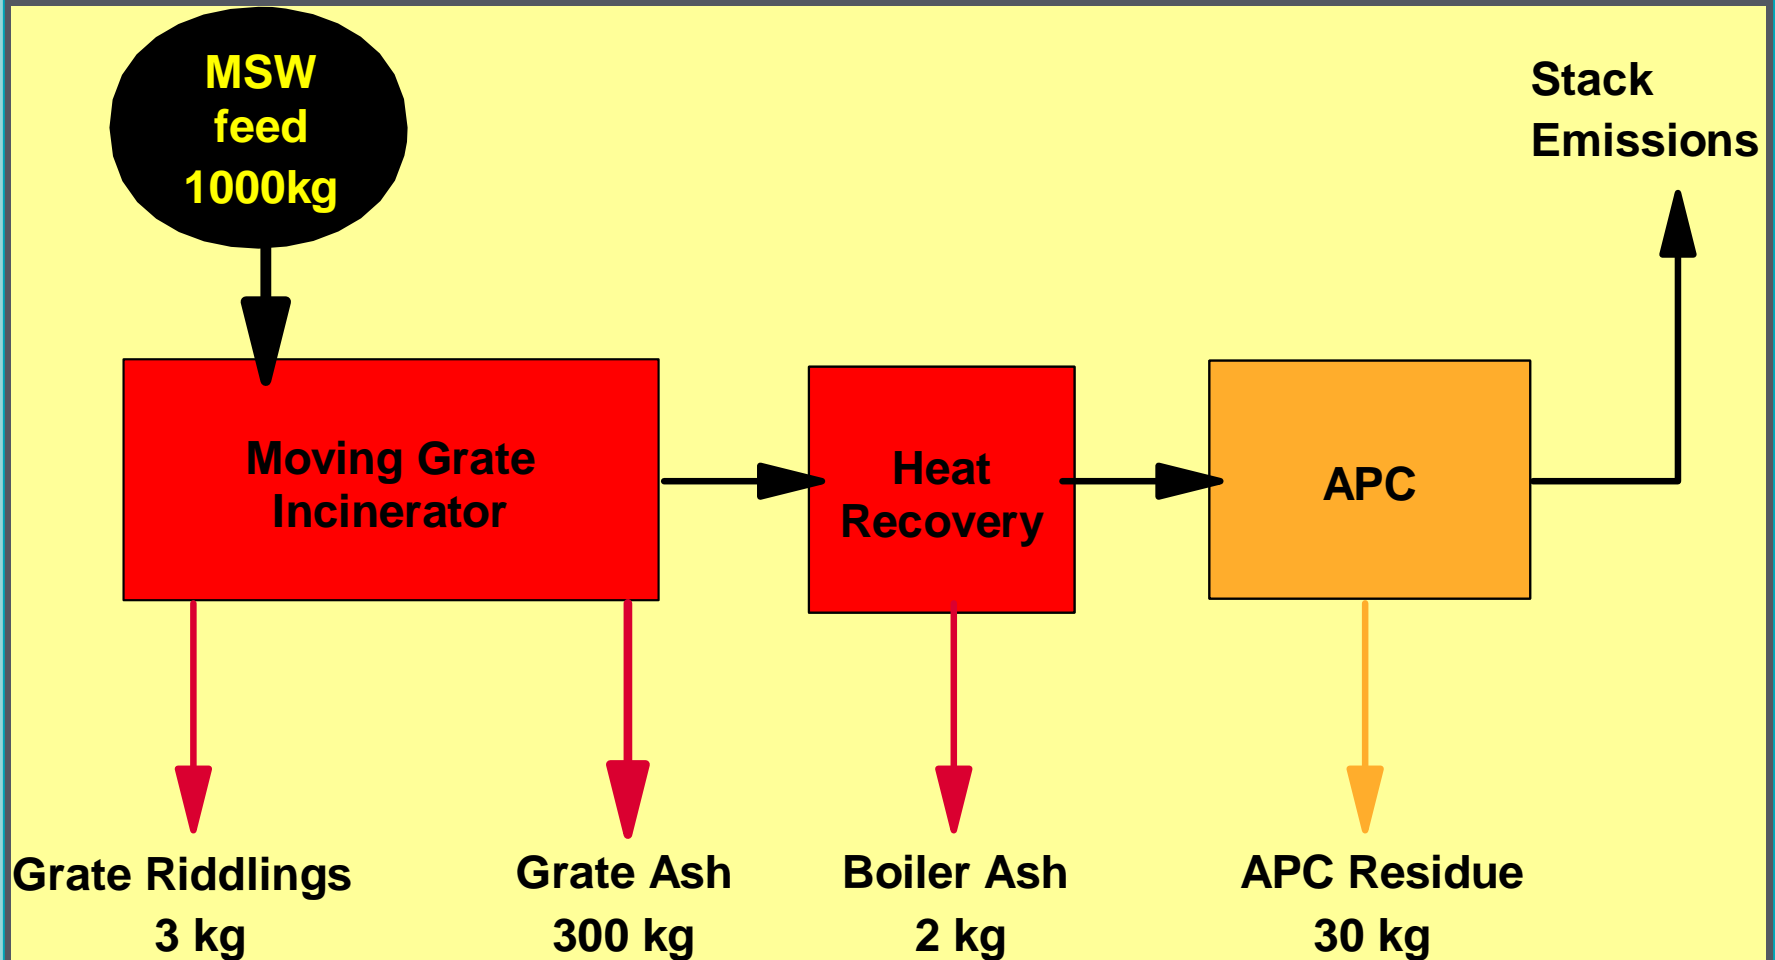 MSW
feed
1000kg
Stack
Emissions
Moving Grate
Incinerator
Heat
Recovery
APC
Grate Riddlings
3 kg
Grate Ash
300 kg
Boiler Ash
2 kg
APC Residue
30 kg